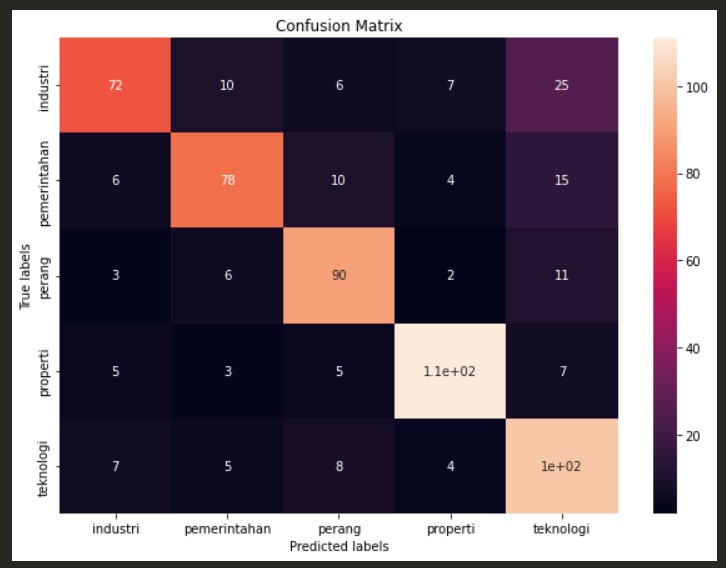 Confusion Matrix
industri 72 10 6 7 25
pemerintahan 6 78 10 4 15
perang 3 6 90 2 11
properti 5 3 5 1.1e+02 7
teknologi 7 5 8 4 1e+02
industri pemerintahan perang properti teknologi
Predicted labels
True labels
100
80
60
40
20